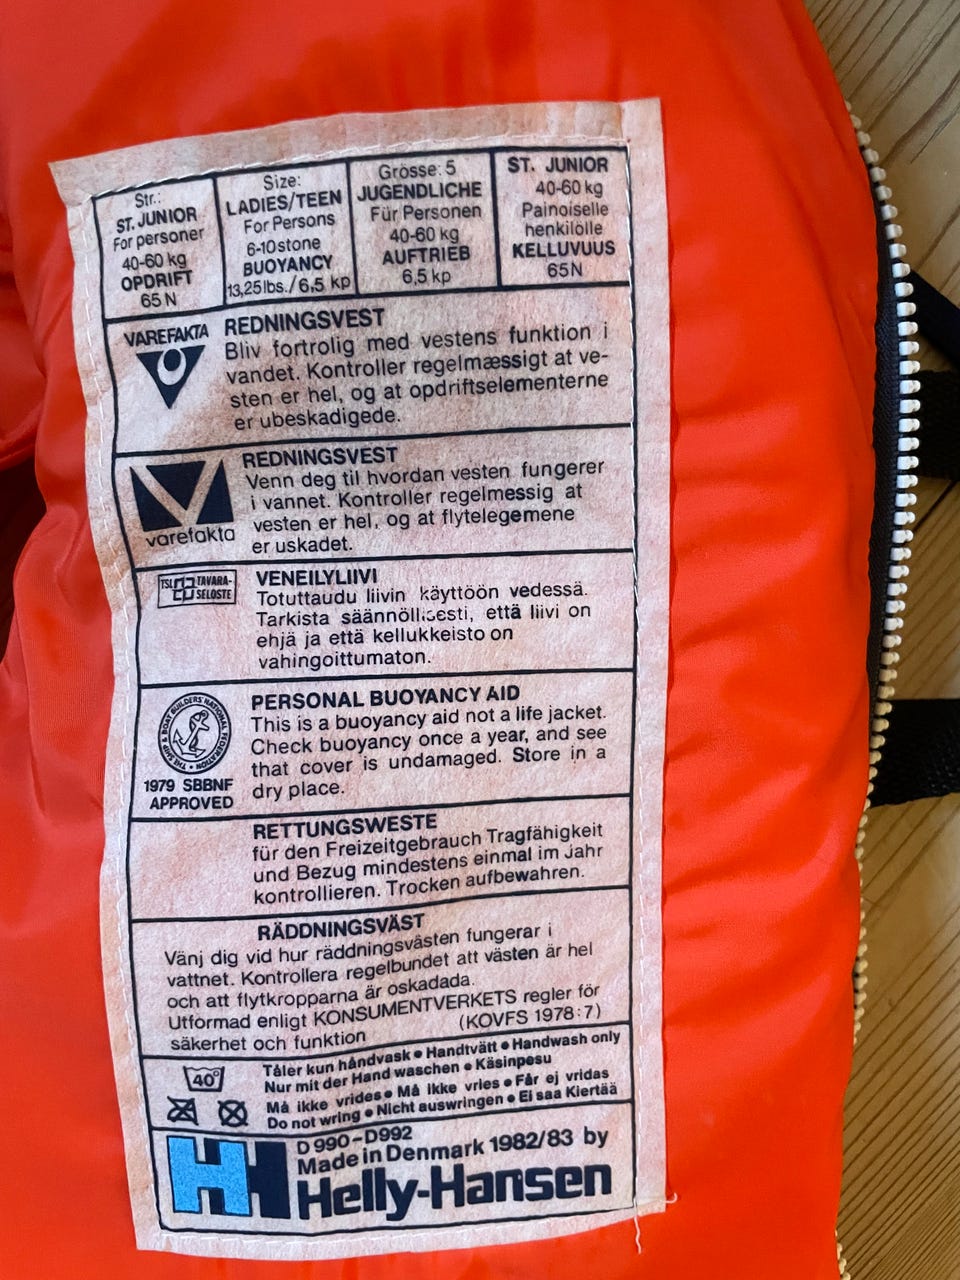 Str.:
ST. JUNIOR
For personer
40-60 kg
OPDRIFT
65 N
Size:
LADIES/TEEN
For Persons
6-10 stone
BUOYANCY
13,25 lbs./6,5 kp
Grösse: 5
JUGENDLICHE
Für Personen
40-60 kg
AUFTRIEB
6,5 kp
ST. JUNIOR
40-60 kg
Painoiselle
henkilölle
KELLUVUUS
65 N
VAREFAKTA
REDNINGSVEST
Bliv fortrolig med vestens funktion i
vandet. Kontroller regelmæssigt at ve-
sten er hel, og at opdriftselementerne
er ubeskadigede.
varefakta
REDNINGSVEST
Venn deg til hvordan vesten fungerer
i vannet. Kontroller regelmessig at
vesten er hel, og at flytelegemene
er uskadet.
TSL TAVARA-
SELOSTE
VENEILYLIIVI
Totuttaudu liivin käyttöön vedessä.
Tarkista säännöllisesti, että liivi on
ehjä ja että kellukkeisto on
vahingoittumaton.
THE SHIP & BOAT BUILDERS' NATIONAL FEDERATION
1979 SBBNF
APPROVED
PERSONAL BUOYANCY AID
This is a buoyancy aid not a life jacket.
Check buoyancy once a year, and see
that cover is undamaged. Store in a
dry place.
RETTUNGSWESTE
für den Freizeitgebrauch Tragfähigkeit
und Bezug mindestens einmal im Jahr
kontrollieren. Trocken aufbewahren.
RÄDDNINGSVÄST
Vänj dig vid hur räddningsvästen fungerar i
vattnet. Kontrollera regelbundet att västen är hel
och att flytkropparna är oskadada.
Utformad enligt KONSUMENTVERKETS regler för
säkerhet och funktion (KOVFS 1978:7)
40°
Tåler kun håndvask • Handtvätt • Handwash only
Nur mit der Hand waschen • Käsinpesu
Må ikke vrides • Må ikke vries • Får ej vridas
Do not wring • Nicht auswringen • Ei saa Kiertää
HH
D 990-D992
Made in Denmark 1982/83 by
Helly-Hansen